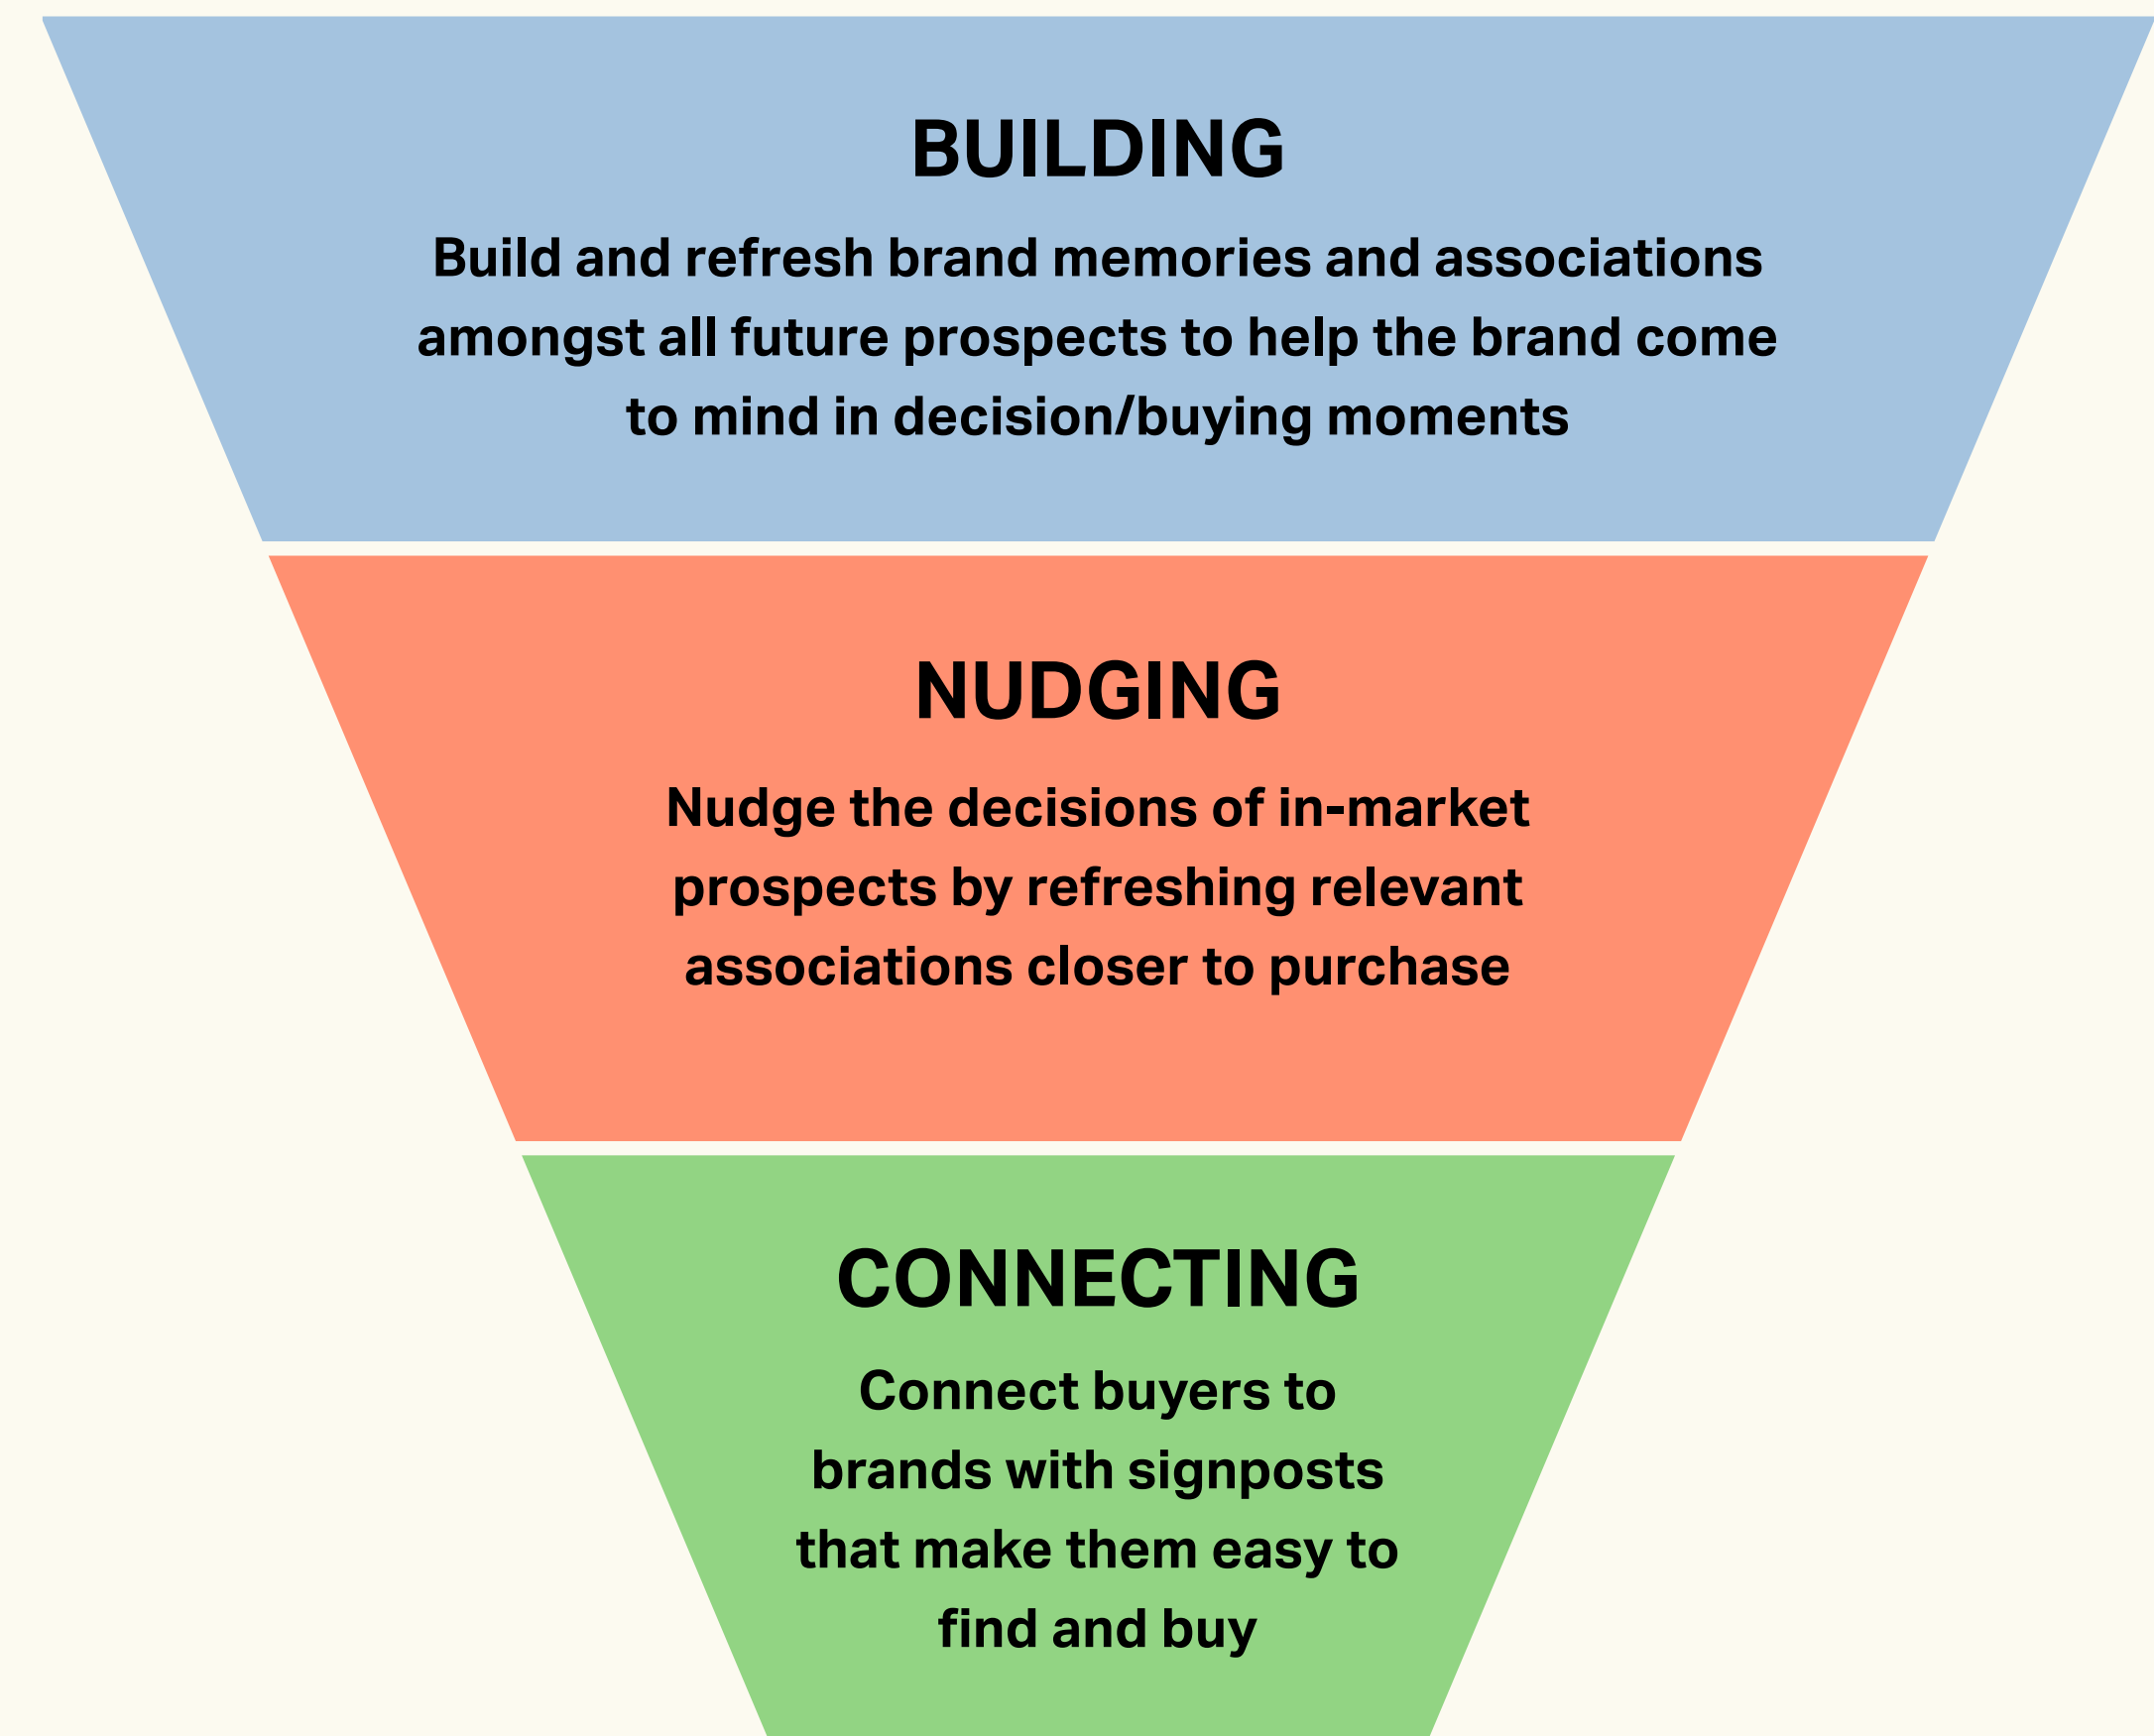 BUILDING
Build and refresh brand memories and associations
amongst all future prospects to help the brand come
to mind in decision/buying moments
NUDGING
Nudge the decisions of in-market
prospects by refreshing relevant
associations closer to purchase
CONNECTING
Connect buyers to
brands with signposts
that make them easy to
find and buy